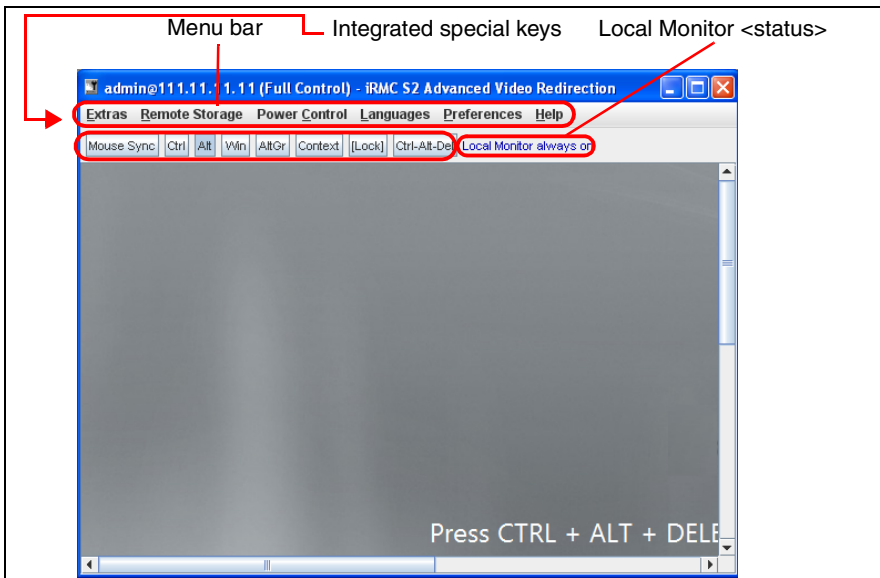 Menu bar Integrated special keys Local Monitor <status>
admin@111.11.11.11 (Full Control) - iRMC S2 Advanced Video Redirection
Extras Remote Storage Power Control Languages Preferences Help
Mouse Sync Ctrl Alt Win AltGr Context [Lock] Ctrl-Alt-Del Local Monitor always on
Press CTRL + ALT + DELE